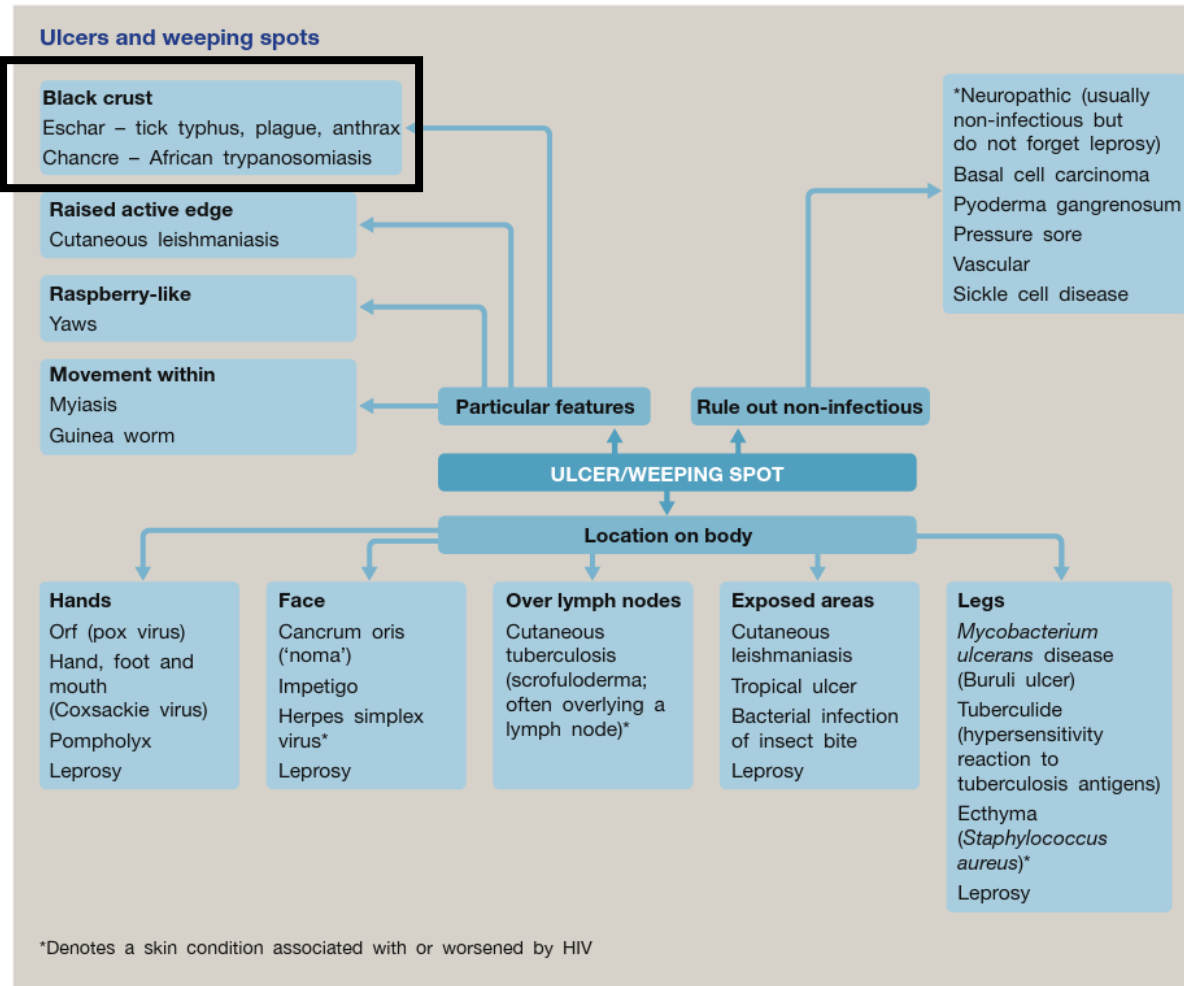 Ulcers and weeping spots
Black crust
Eschar – tick typhus, plague, anthrax
Chancre – African trypanosomiasis
Raised active edge
Cutaneous leishmaniasis
Raspberry-like
Yaws
Movement within
Myiasis
Guinea worm
*Neuropathic (usually
non-infectious but
do not forget leprosy)
Basal cell carcinoma
Pyoderma gangrenosum
Pressure sore
Vascular
Sickle cell disease
Particular features
Rule out non-infectious
ULCER/WEEPING SPOT
Location on body
Hands
Orf (pox virus)
Hand, foot and
mouth
(Coxsackie virus)
Pompholyx
Leprosy
Face
Cancrum oris
(‘noma’)
Impetigo
Herpes simplex
virus*
Leprosy
Over lymph nodes
Cutaneous
tuberculosis
(scrofuloderma;
often overlying a
lymph node)*
Exposed areas
Cutaneous
leishmaniasis
Tropical ulcer
Bacterial infection
of insect bite
Leprosy
Legs
Mycobacterium
ulcerans disease
(Buruli ulcer)
Tuberculide
(hypersensitivity
reaction to
tuberculosis antigens)
Ecthyma
(Staphylococcus
aureus)*
Leprosy
*Denotes a skin condition associated with or worsened by HIV